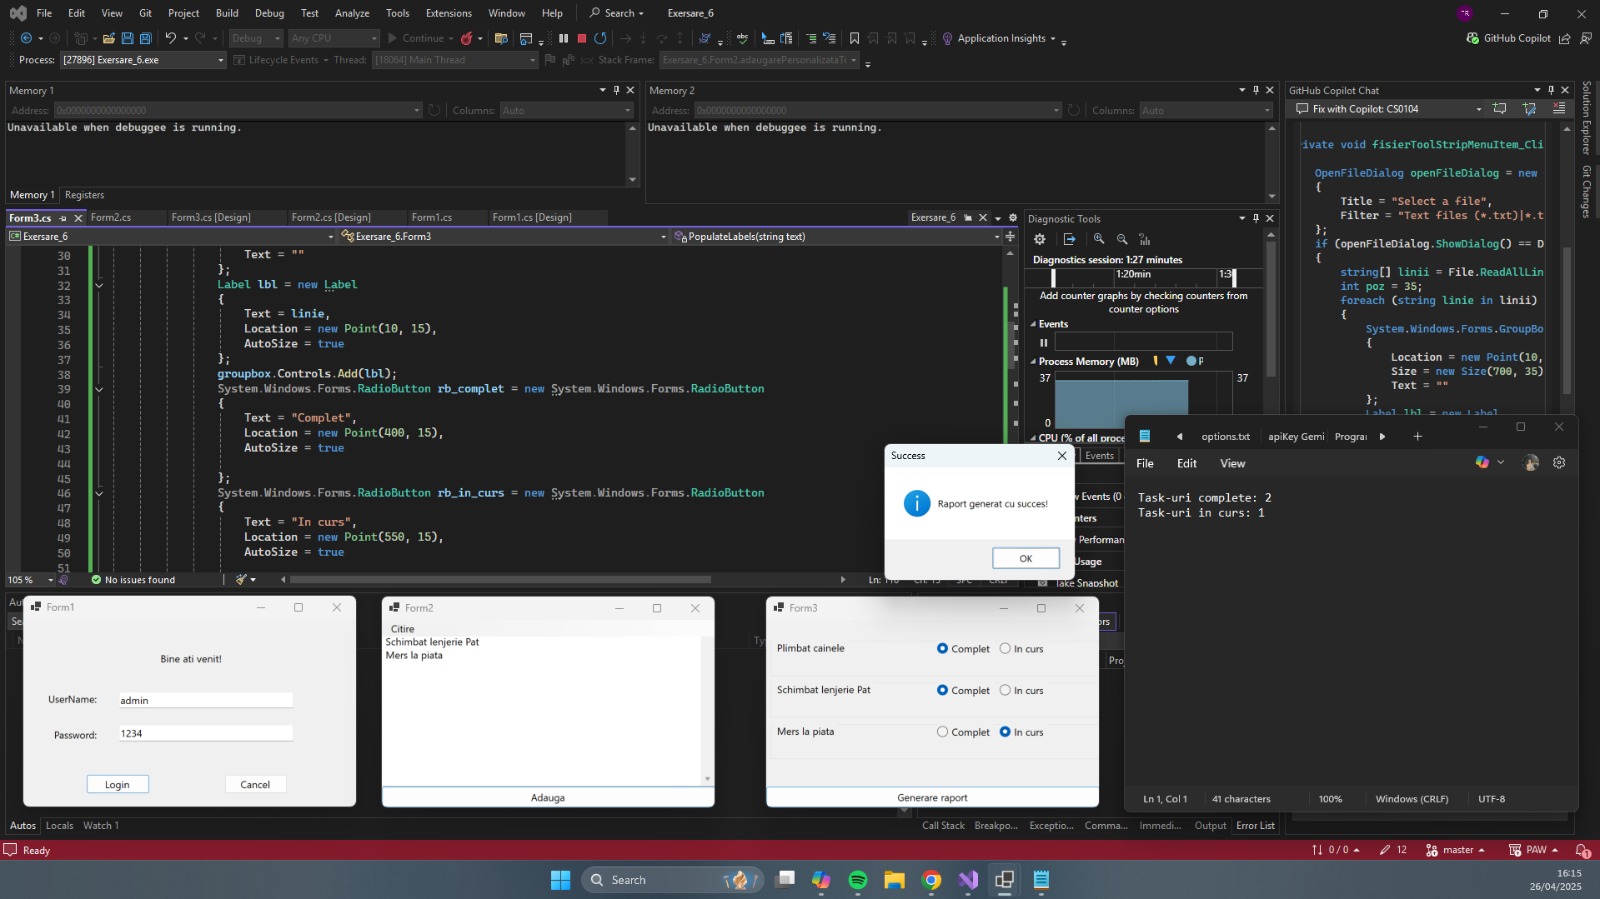 File Edit View Git Project Build Debug Test Analyze Tools Extensions Window Help Search Exersare_6
Debug Any CPU Continue Application Insights GitHub Copilot
Process: [27896] Exersare_6.exe Lifecycle Events Thread: [18064] Main Thread Stack Frame: Exersare_6.Form2.adaugarePersonalizataT
Memory 1
Address: 0x0000000000000000 Columns: Auto
Unavailable when debuggee is running.
Memory 1 Registers
Memory 2
Address: 0x0000000000000000 Columns: Auto
Unavailable when debuggee is running.
GitHub Copilot Chat
Fix with Copilot: CS0104
rivate void fisierToolStripMenuItem_Cli
OpenFileDialog openFileDialog = new
{
Title = "Select a file",
Filter = "Text files (*.txt)|*.t
};
if (openFileDialog.ShowDialog() == D
{
string[] linii = File.ReadAllLin
int poz = 35;
foreach (string linie in linii)
{
System.Windows.Forms.GroupBo
{
Location = new Point(10,
Size = new Size(700, 35)
Text = ""
};
Label lbl = new Label
Solution Explorer
Git Changes
Form3.cs Form2.cs Form3.cs [Design] Form2.cs [Design] Form1.cs Form1.cs [Design] Exersare_6
Exersare_6 Exersare_6.Form3 PopulateLabels(string text)
30 Text = ""
31 };
32 Label lbl = new Label
33 {
34 Text = linie,
35 Location = new Point(10, 15),
36 AutoSize = true
37 };
38 groupbox.Controls.Add(lbl);
39 System.Windows.Forms.RadioButton rb_complet = new System.Windows.Forms.RadioButton
40 {
41 Text = "Complet",
42 Location = new Point(400, 15),
43 AutoSize = true
44
45 };
46 System.Windows.Forms.RadioButton rb_in_curs = new System.Windows.Forms.RadioButton
47 {
48 Text = "In curs",
49 Location = new Point(550, 15),
50 AutoSize = true
51
105 % No issues found Ln:
Diagnostic Tools
Diagnostics session: 1:27 minutes
1:20min 1:3
Add counter graphs by checking counters from
counter options
Events
Process Memory (MB) P
37 37
0
CPU (% of all proce
Events
w Events (0
nters
Performan
Usage
Take Snapshot
Success
Raport generat cu succes!
OK
options.txt apiKey Gemi Progra
File Edit View
Task-uri complete: 2
Task-uri in curs: 1
Ln 1, Col 1 41 characters 100% Windows (CRLF) UTF-8
Form1
Bine ati venit!
UserName: admin
Password: 1234
Login Cancel
Form2
Citire
Schimbat lenjerie Pat
Mers la piata
Adauga
Form3
Plimbat cainele Complet In curs
Schimbat lenjerie Pat Complet In curs
Mers la piata Complet In curs
Generare raport
Autos Locals Watch 1
Call Stack Breakpo... Exceptio... Comma... Immedi... Output Error List
Ready 0 / 0 12 master PAW 1
Search
16:15
26/04/2025